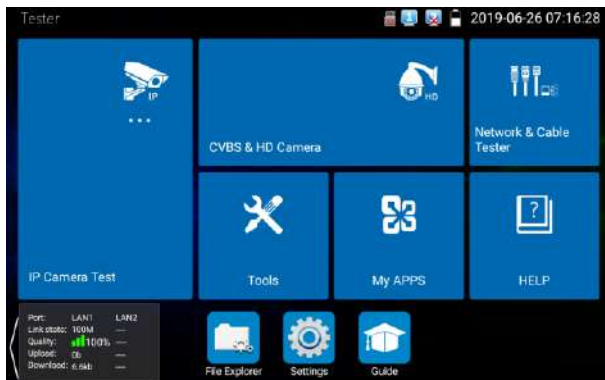 Tester
2019-06-26 07:16:28
IP
HD
CVBS & HD Camera
Network & Cable
Tester
IP Camera Test
Tools
My APPS
?
HELP
Port: LAN1 LAN2
Link state: 100M ---
Quality: 100% ---
Upload: 0b ---
Download: 6.6kb ---
File Explorer
Settings
Guide